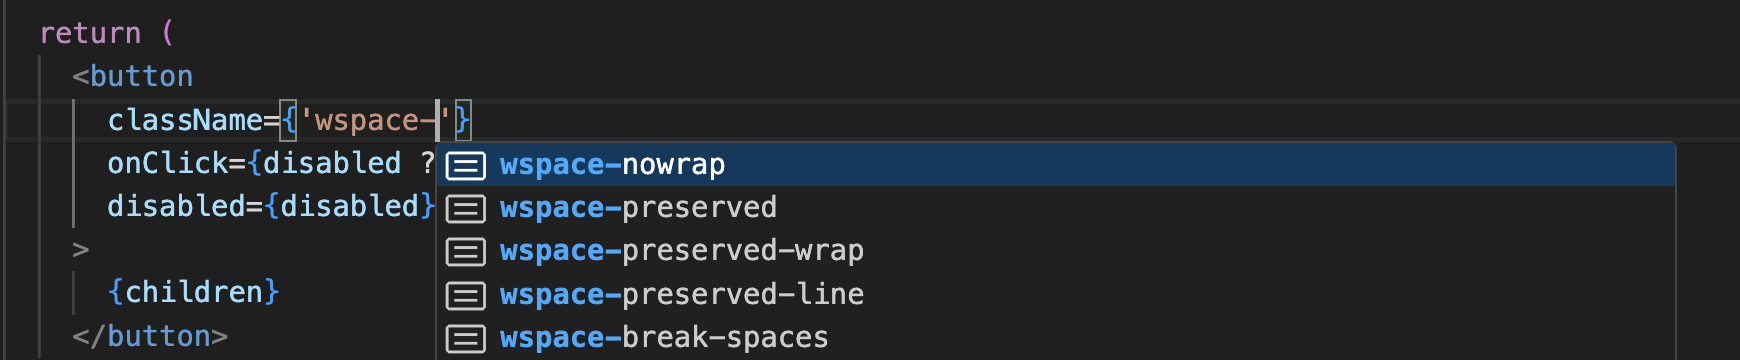 return (
<button
className={'wspace-'}
onClick={disabled ?
disabled={disabled}
>
{children}
</button>
wspace-nowrap
wspace-preserved
wspace-preserved-wrap
wspace-preserved-line
wspace-break-spaces